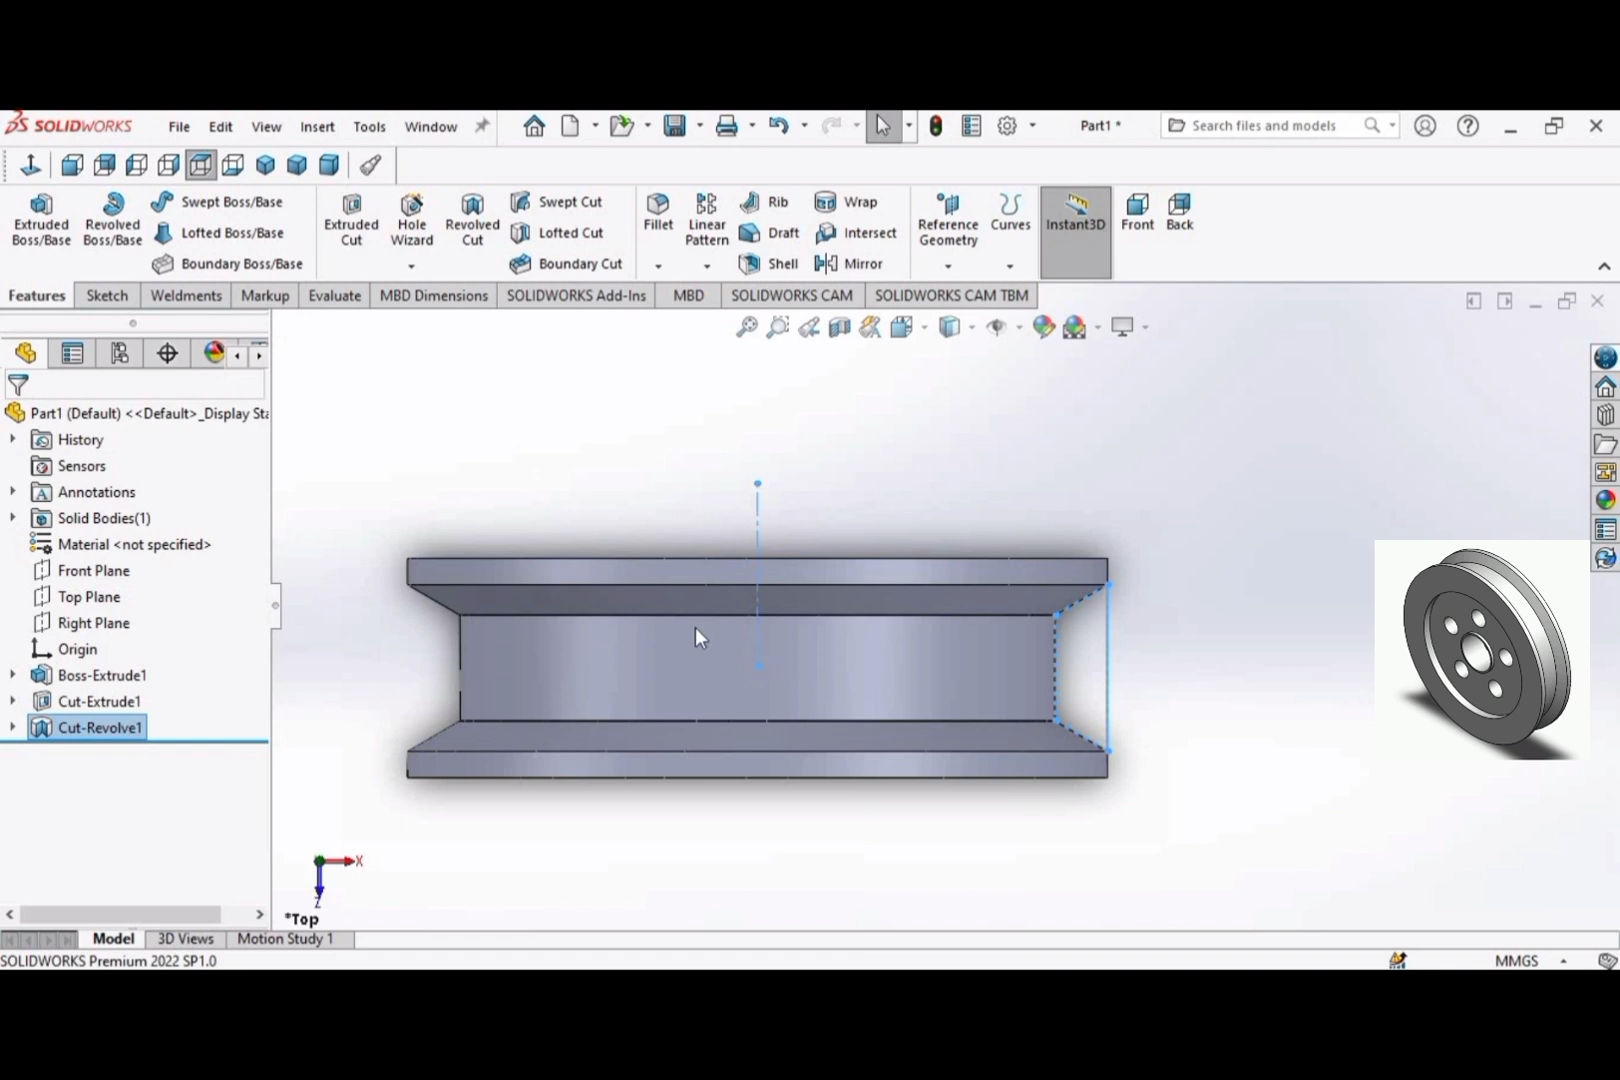 SOLIDWORKS File Edit View Insert Tools Window Part1 * Search files and models
Extruded Boss/Base
Revolved Boss/Base
Swept Boss/Base
Lofted Boss/Base
Boundary Boss/Base
Extruded Cut
Hole Wizard
Revolved Cut
Swept Cut
Lofted Cut
Boundary Cut
Fillet
Linear Pattern
Rib
Draft
Shell
Wrap
Intersect
Mirror
Reference Geometry
Curves
Instant3D
Front
Back
Features Sketch Weldments Markup Evaluate MBD Dimensions SOLIDWORKS Add-Ins MBD SOLIDWORKS CAM SOLIDWORKS CAM TBM
Part1 (Default) <<Default>_Display Sta
History
Sensors
Annotations
Solid Bodies(1)
Material <not specified>
Front Plane
Top Plane
Right Plane
Origin
Boss-Extrude1
Cut-Extrude1
Cut-Revolve1
X
Z
*Top
Model 3D Views Motion Study 1
SOLIDWORKS Premium 2022 SP1.0 MMGS